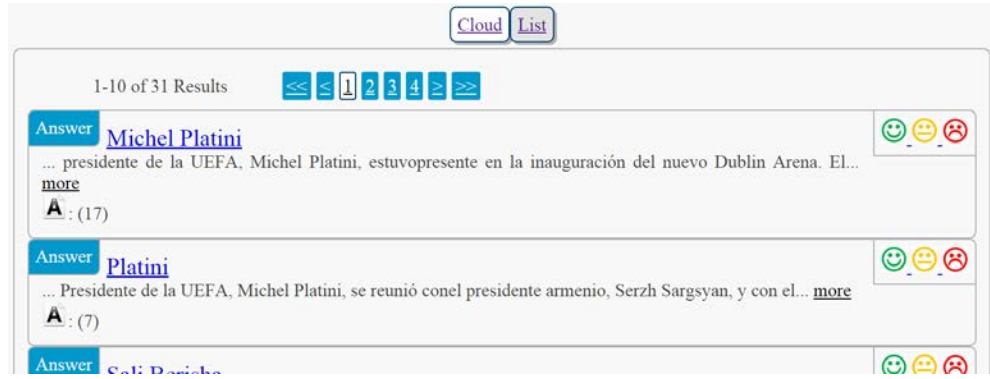 Cloud List
1-10 of 31 Results << < 1 2 3 4 > >>
Answer Michel Platini
... presidente de la UEFA, Michel Platini, estuvopresente en la inauguración del nuevo Dublin Arena. El...
more
A : (17)
Answer Platini
... Presidente de la UEFA, Michel Platini, se reunió conel presidente armenio, Serzh Sargsyan, y con el... more
A : (7)
Answer Sali Berisha